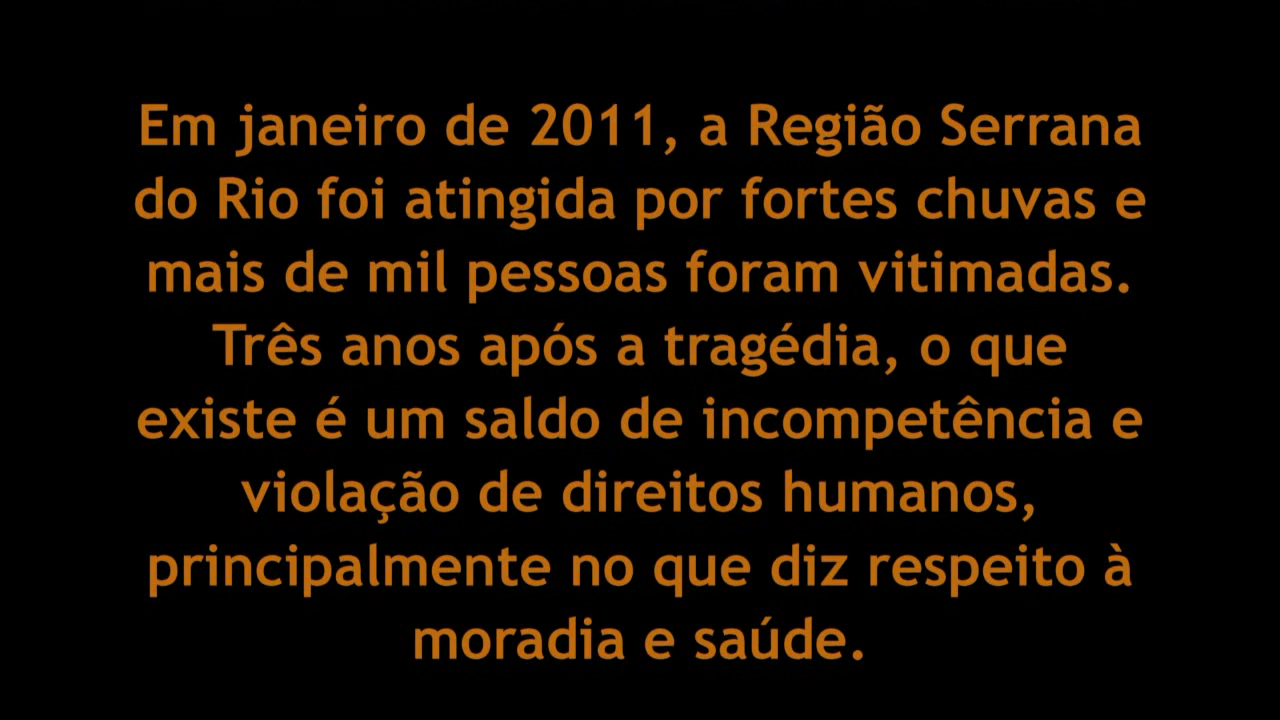 Em janeiro de 2011, a Região Serrana
do Rio foi atingida por fortes chuvas e
mais de mil pessoas foram vitimadas.
Três anos após a tragédia, o que
existe é um saldo de incompetência e
violação de direitos humanos,
principalmente no que diz respeito à
moradia e saúde.